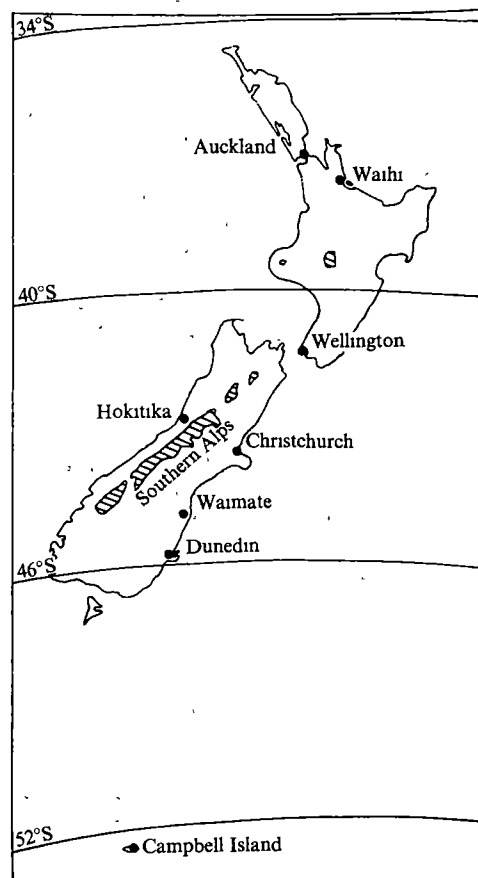 34°S
Auckland
Waihi
40°S
Wellington
Hokitika
Southern Alps
Christchurch
Waimate
Dunedin
46°S
52°S
Campbell Island